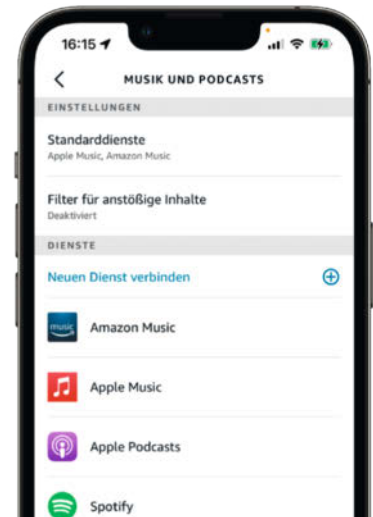 16:15
MUSIK UND PODCASTS
EINSTELLUNGEN
Standarddienste
Apple Music, Amazon Music
Filter für anstößige Inhalte
Deaktiviert
DIENSTE
Neuen Dienst verbinden
music
Amazon Music
Apple Music
Apple Podcasts
Spotify